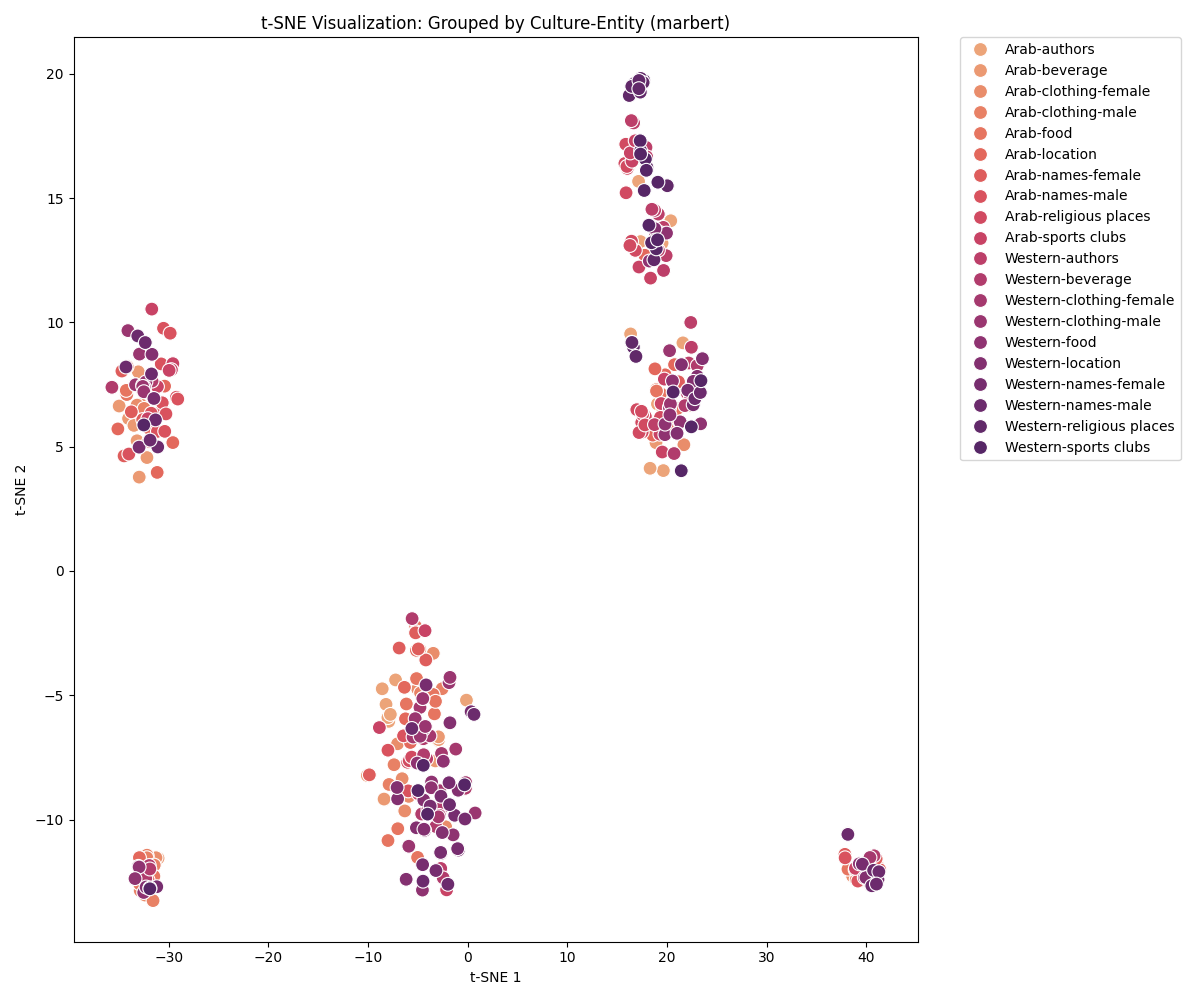 t-SNE Visualization: Grouped by Culture-Entity (marbert)
t-SNE 2
20
15
10
5
0
−5
−10
−30
−20
−10
0
10
20
30
40
t-SNE 1
Arab-authors
Arab-beverage
Arab-clothing-female
Arab-clothing-male
Arab-food
Arab-location
Arab-names-female
Arab-names-male
Arab-religious places
Arab-sports clubs
Western-authors
Western-beverage
Western-clothing-female
Western-clothing-male
Western-food
Western-location
Western-names-female
Western-names-male
Western-religious places
Western-sports clubs